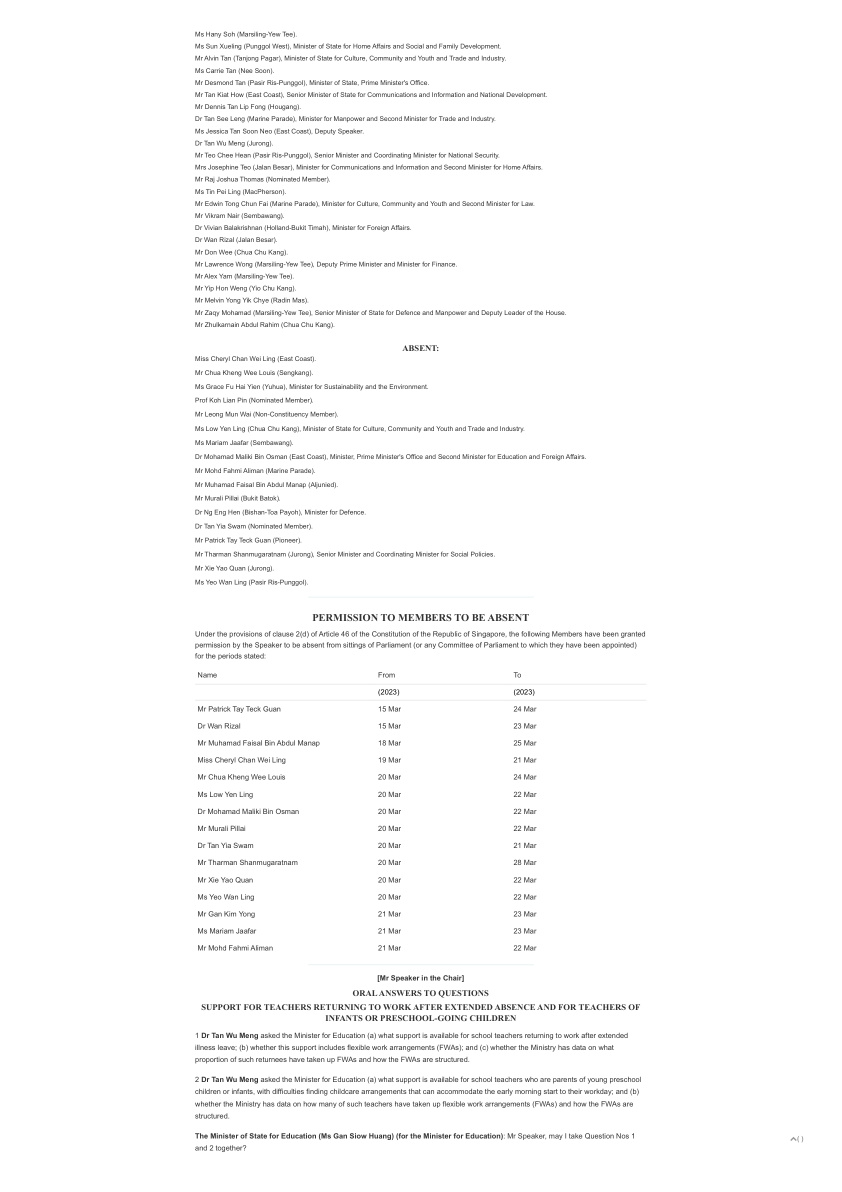 Ms Hany Soh (Marsiling-Yew Tee).
Ms Sun Xueling (Punggol West), Minister of State for Home Affairs and Social and Family Development.
Mr Alvin Tan (Tanjong Pagar), Minister of State for Culture, Community and Youth and Trade and Industry.
Ms Carrie Tan (Nee Soon).
Mr Desmond Tan (Pasir Ris-Punggol), Minister of State, Prime Minister's Office.
Mr Tan Kiat How (East Coast), Senior Minister of State for Communications and Information and National Development.
Mr Dennis Tan Lip Fong (Hougang).
Dr Tan See Leng (Marine Parade), Minister for Manpower and Second Minister for Trade and Industry.
Ms Jessica Tan Soon Neo (East Coast), Deputy Speaker.
Dr Tan Wu Meng (Jurong).
Mr Teo Chee Hean (Pasir Ris-Punggol), Senior Minister and Coordinating Minister for National Security.
Mrs Josephine Teo (Jalan Besar), Minister for Communications and Information and Second Minister for Home Affairs.
Mr Raj Joshua Thomas (Nominated Member).
Ms Tin Pei Ling (MacPherson).
Mr Edwin Tong Chun Fai (Marine Parade), Minister for Culture, Community and Youth and Second Minister for Law.
Mr Vikram Nair (Sembawang).
Dr Vivian Balakrishnan (Holland-Bukit Timah), Minister for Foreign Affairs.
Dr Wan Rizal (Jalan Besar).
Mr Don Wee (Chua Chu Kang).
Mr Lawrence Wong (Marsiling-Yew Tee), Deputy Prime Minister and Minister for Finance.
Mr Alex Yam (Marsiling-Yew Tee).
Mr Yip Hon Weng (Yio Chu Kang).
Mr Melvin Yong Yik Chye (Radin Mas).
Mr Zaqy Mohamad (Marsiling-Yew Tee), Senior Minister of State for Defence and Manpower and Deputy Leader of the House.
Mr Zhulkarnain Abdul Rahim (Chua Chu Kang).
ABSENT:
Miss Cheryl Chan Wei Ling (East Coast).
Mr Chua Kheng Wee Louis (Sengkang).
Ms Grace Fu Hai Yien (Yuhua), Minister for Sustainability and the Environment.
Prof Koh Lian Pin (Nominated Member).
Mr Leong Mun Wai (Non-Constituency Member).
Ms Low Yen Ling (Chua Chu Kang), Minister of State for Culture, Community and Youth and Trade and Industry.
Ms Mariam Jaafar (Sembawang).
Dr Mohamad Maliki Bin Osman (East Coast), Minister, Prime Minister's Office and Second Minister for Education and Foreign Affairs.
Mr Mohd Fahmi Aliman (Marine Parade).
Mr Muhamad Faisal Bin Abdul Manap (Aljunied).
Mr Murali Pillai (Bukit Batok).
Dr Ng Eng Hen (Bishan-Toa Payoh), Minister for Defence.
Dr Tan Yia Swam (Nominated Member).
Mr Patrick Tay Teck Guan (Pioneer).
Mr Tharman Shanmugaratnam (Jurong), Senior Minister and Coordinating Minister for Social Policies.
Mr Xie Yao Quan (Jurong).
Ms Yeo Wan Ling (Pasir Ris-Punggol).
PERMISSION TO MEMBERS TO BE ABSENT
Under the provisions of clause 2(d) of Article 46 of the Constitution of the Republic of Singapore, the following Members have been granted
permission by the Speaker to be absent from sittings of Parliament (or any Committee of Parliament to which they have been appointed)
for the periods stated:
Name From To
(2023) (2023)
Mr Patrick Tay Teck Guan 15 Mar 24 Mar
Dr Wan Rizal 15 Mar 23 Mar
Mr Muhamad Faisal Bin Abdul Manap 18 Mar 25 Mar
Miss Cheryl Chan Wei Ling 19 Mar 21 Mar
Mr Chua Kheng Wee Louis 20 Mar 24 Mar
Ms Low Yen Ling 20 Mar 22 Mar
Dr Mohamad Maliki Bin Osman 20 Mar 22 Mar
Mr Murali Pillai 20 Mar 22 Mar
Dr Tan Yia Swam 20 Mar 21 Mar
Mr Tharman Shanmugaratnam 20 Mar 28 Mar
Mr Xie Yao Quan 20 Mar 22 Mar
Ms Yeo Wan Ling 20 Mar 22 Mar
Mr Gan Kim Yong 21 Mar 23 Mar
Ms Mariam Jaafar 21 Mar 23 Mar
Mr Mohd Fahmi Aliman 21 Mar 22 Mar
[Mr Speaker in the Chair]
ORAL ANSWERS TO QUESTIONS
SUPPORT FOR TEACHERS RETURNING TO WORK AFTER EXTENDED ABSENCE AND FOR TEACHERS OF
INFANTS OR PRESCHOOL-GOING CHILDREN
1 Dr Tan Wu Meng asked the Minister for Education (a) what support is available for school teachers returning to work after extended
illness leave; (b) whether this support includes flexible work arrangements (FWAs); and (c) whether the Ministry has data on what
proportion of such returnees have taken up FWAs and how the FWAs are structured.
2 Dr Tan Wu Meng asked the Minister for Education (a) what support is available for school teachers who are parents of young preschool
children or infants, with difficulties finding childcare arrangements that can accommodate the early morning start to their workday; and (b)
whether the Ministry has data on how many of such teachers have taken up flexible work arrangements (FWAs) and how the FWAs are
structured.
The Minister of State for Education (Ms Gan Siow Huang) (for the Minister for Education): Mr Speaker, may I take Question Nos 1
and 2 together?
( )